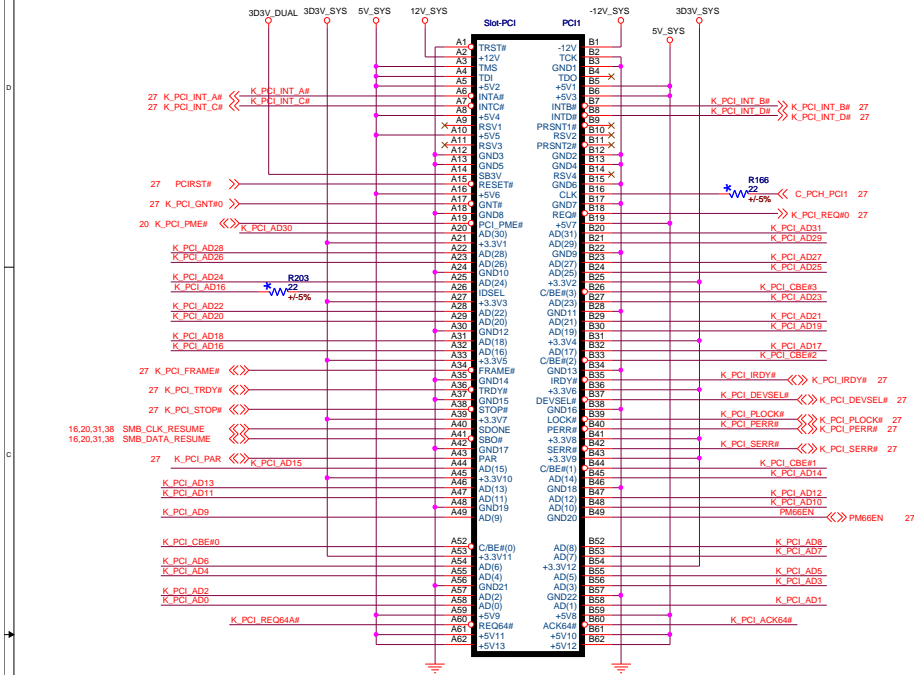 3D3V_DUAL 3D3V_SYS 5V_SYS 12V_SYS -12V_SYS 3D3V_SYS
5V_SYS
Slot-PCI PCI1
A1 TRST# -12V B1
A2 +12V TCK B2
A3 TMS GND1 B3
A4 TDI TDO B4
A5 +5V2 +5V1 B5
27 K_PCI_INT_A# K_PCI_INT_A# A6 INTA# +5V3 B6
27 K_PCI_INT_C# K_PCI_INT_C# A7 INTC# INTB# B7 K_PCI_INT_B# K_PCI_INT_B# 27
A8 +5V4 INTD# B8 K_PCI_INT_D# K_PCI_INT_D# 27
A9 RSV1 PRSNT1# B9
A10 +5V5 RSV2 B10
A11 RSV3 PRSNT2# B11
A12 GND3 GND2 B12
A13 GND5 GND4 B13
A14 SB3V RSV4 B14
27 PCIRST# A15 RESET# GND6 B15
A16 +5V6 CLK B16 R166 22 +/-5% C_PCH_PCI1 27
27 K_PCI_GNT#0 A17 GNT# GND7 B17
A18 GND8 REQ# B18 K_PCI_REQ#0 27
20 K_PCI_PME# A19 PCI_PME# +5V7 B19
K_PCI_AD30 A20 AD(30) AD(31) B20 K_PCI_AD31
A21 +3.3V1 AD(29) B21 K_PCI_AD29
K_PCI_AD28 A22 AD(28) GND9 B22
K_PCI_AD26 A23 AD(26) AD(27) B23 K_PCI_AD27
A24 GND10 AD(25) B24 K_PCI_AD25
K_PCI_AD24 A25 AD(24) +3.3V2 B25
K_PCI_AD16 R203 22 +/-5% A26 IDSEL C/BE#(3) B26 K_PCI_CBE#3
A27 +3.3V3 AD(23) B27 K_PCI_AD23
K_PCI_AD22 A28 AD(22) GND11 B28
K_PCI_AD20 A29 AD(20) AD(21) B29 K_PCI_AD21
A30 GND12 AD(19) B30 K_PCI_AD19
K_PCI_AD18 A31 AD(18) +3.3V4 B31
K_PCI_AD16 A32 AD(16) AD(17) B32 K_PCI_AD17
A33 +3.3V5 C/BE#(2) B33 K_PCI_CBE#2
27 K_PCI_FRAME# A34 FRAME# GND13 B34
A35 GND14 IRDY# B35 K_PCI_IRDY# K_PCI_IRDY# 27
27 K_PCI_TRDY# A36 TRDY# +3.3V6 B36
A37 GND15 DEVSEL# B37 K_PCI_DEVSEL# K_PCI_DEVSEL# 27
27 K_PCI_STOP# A38 STOP# GND16 B38
A39 +3.3V7 LOCK# B39 K_PCI_PLOCK# K_PCI_PLOCK# 27
16,20,31,38 SMB_CLK_RESUME A40 SDONE PERR# B40 K_PCI_PERR# K_PCI_PERR# 27
16,20,31,38 SMB_DATA_RESUME A41 SBO# +3.3V8 B41
A42 GND17 SERR# B42 K_PCI_SERR# K_PCI_SERR# 27
27 K_PCI_PAR A43 PAR +3.3V9 B43
K_PCI_AD15 A44 AD(15) C/BE#(1) B44 K_PCI_CBE#1
A45 +3.3V10 AD(14) B45 K_PCI_AD14
K_PCI_AD13 A46 AD(13) GND18 B46
K_PCI_AD11 A47 AD(11) AD(12) B47 K_PCI_AD12
A48 GND19 AD(10) B48 K_PCI_AD10
K_PCI_AD9 A49 AD(9) GND20 B49 PM66EN PM66EN 27
K_PCI_CBE#0 A52 C/BE#(0) AD(8) B52 K_PCI_AD8
A53 +3.3V11 AD(7) B53 K_PCI_AD7
K_PCI_AD6 A54 AD(6) +3.3V12 B54
K_PCI_AD4 A55 AD(4) AD(5) B55 K_PCI_AD5
A56 GND21 AD(3) B56 K_PCI_AD3
K_PCI_AD2 A57 AD(2) GND22 B57
K_PCI_AD0 A58 AD(0) AD(1) B58 K_PCI_AD1
A59 +5V9 +5V8 B59
K_PCI_REQ64A# A60 REQ64# ACK64# B60 K_PCI_ACK64#
A61 +5V11 +5V10 B61
A62 +5V13 +5V12 B62
D
C